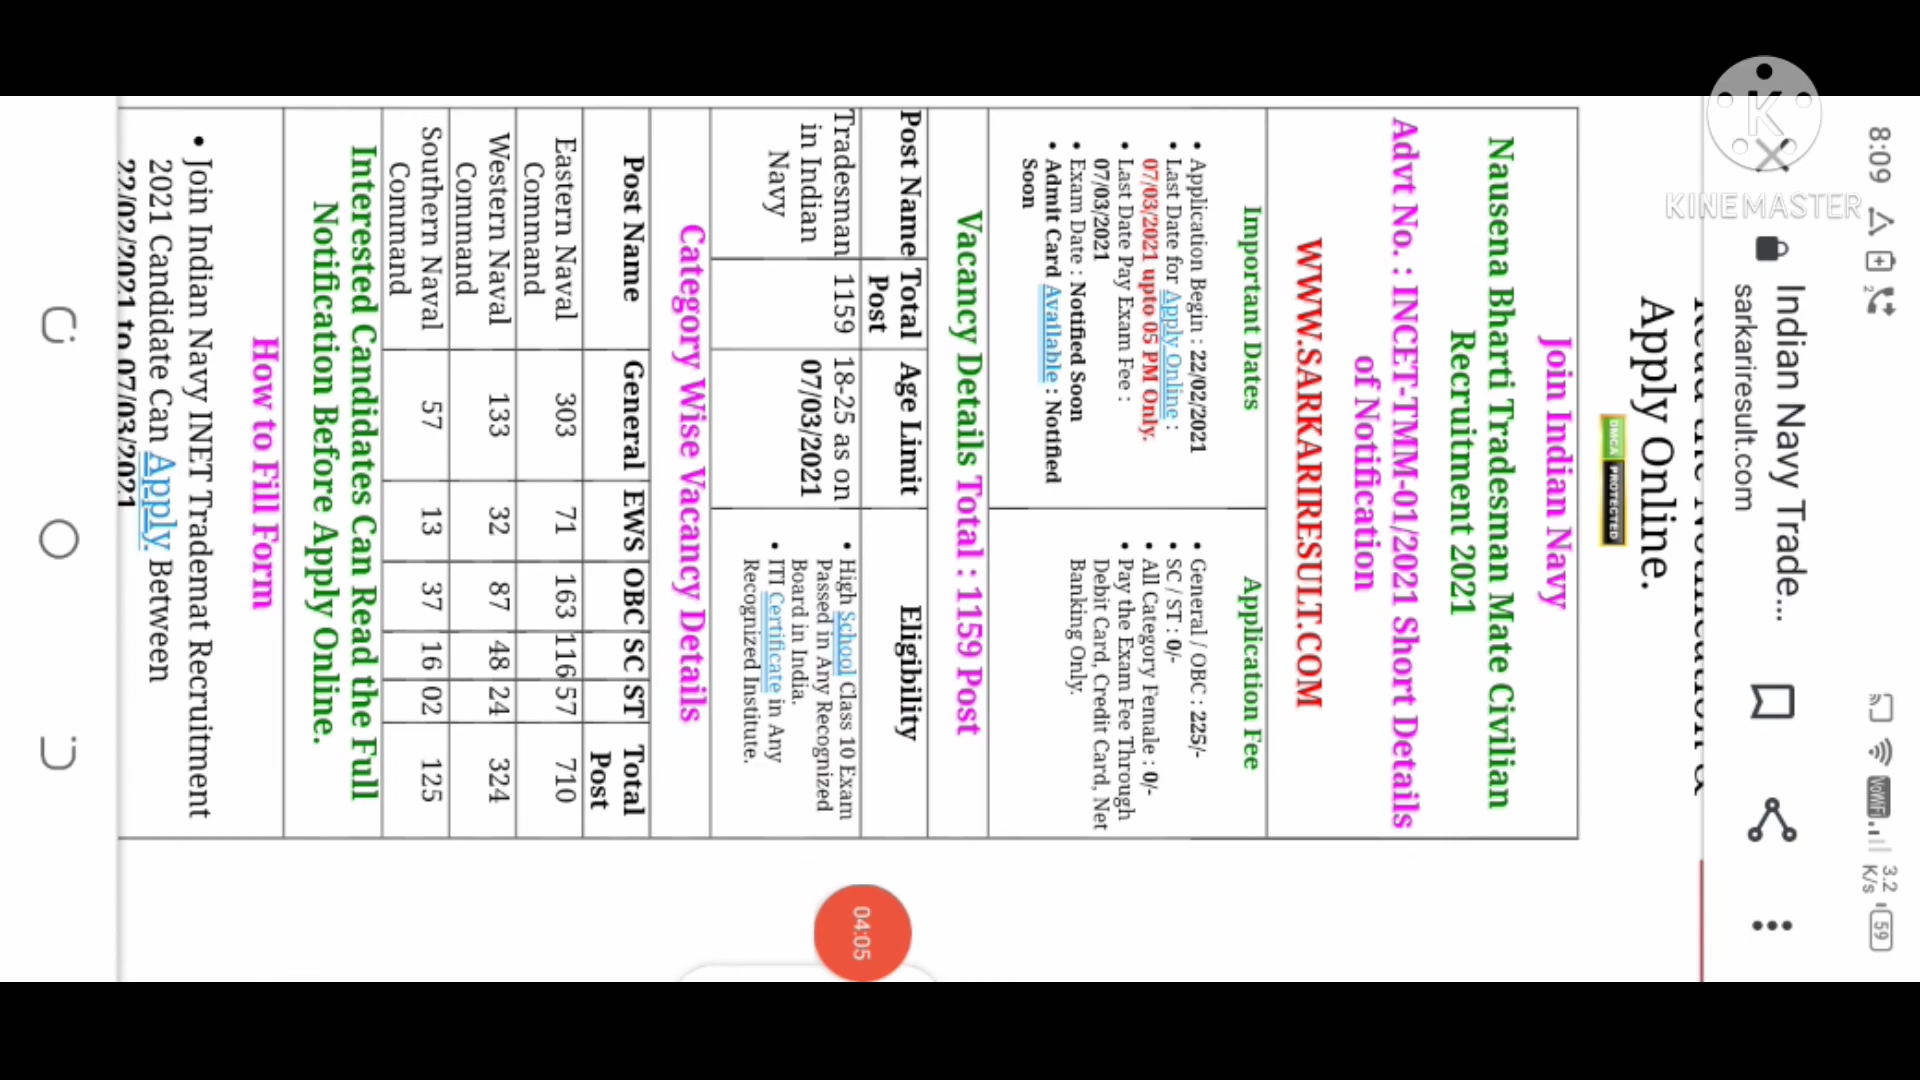 8:09
3.2
K/s
59
VoWiFi
2
KINEMASTER
K
Indian Navy Trade...
sarkariresult.com
Apply Online.
DMCA PROTECTED
Join Indian Navy
Nausena Bharti Tradesman Mate Civilian
Recruitment 2021
Advt No. : INCET-TMM-01/2021 Short Details
of Notification
WWW.SARKARIRESULT.COM
Important Dates
• Application Begin : 22/02/2021
• Last Date for Apply Online :
07/03/2021 upto 05 PM Only.
• Last Date Pay Exam Fee :
07/03/2021
• Exam Date : Notified Soon
• Admit Card Available : Notified
Soon
Application Fee
• General / OBC : 225/-
• SC / ST : 0/-
• All Category Female : 0/-
• Pay the Exam Fee Through
Debit Card, Credit Card, Net
Banking Only.
Vacancy Details Total : 1159 Post
Post Name
Total
Post
Age Limit
Eligibility
Tradesman
in Indian
Navy
1159
18-25 as on
07/03/2021
• High School Class 10 Exam
Passed in Any Recognized
Board in India.
• ITI Certificate in Any
Recognized Institute.
Category Wise Vacancy Details
Post Name General EWS OBC SC ST Total
Post
Eastern Naval 303 71 163 116 57 710
Command
Western Naval 133 32 87 48 24 324
Command
Southern Naval 57 13 37 16 02 125
Command
Interested Candidates Can Read the Full
Notification Before Apply Online.
How to Fill Form
• Join Indian Navy INET Trademat Recruitment
2021 Candidate Can Apply Between
22/02/2021 to 07/03/2021
04:05